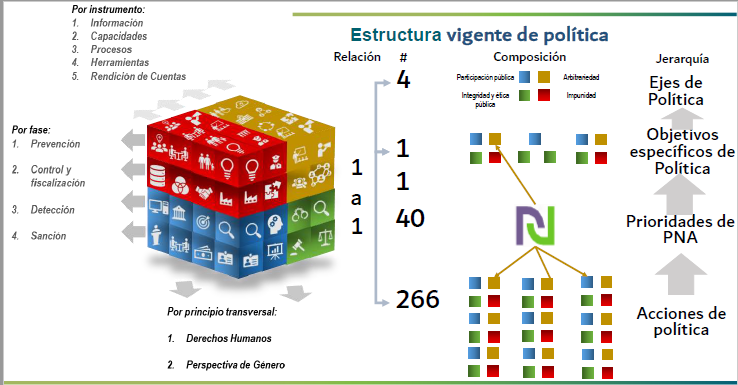 Por instrumento:
1. Información
2. Capacidades
3. Procesos
4. Herramientas
5. Rendición de Cuentas
Por fase:
1. Prevención
2. Control y
fiscalización
3. Detección
4. Sanción
Por principio transversal:
1. Derechos Humanos
2. Perspectiva de Género
Estructura vigente de política
Relación
1
a
1
#
4
1
1
40
266
Composición
Participación pública
Arbitrariedad
Integridad y ética
pública
Impunidad
Jerarquía
Ejes de
Política
Objetivos
específicos de
Política
Prioridades de
PNA
Acciones de
política